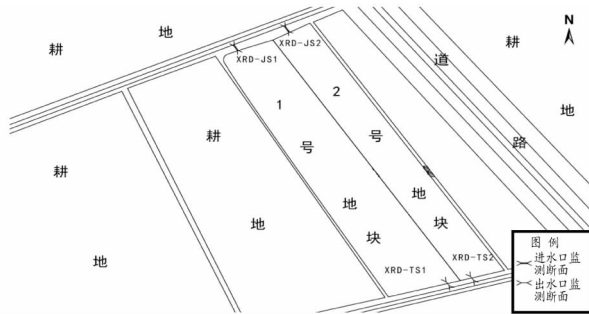 N
耕
地
XRD-JS1
XRD-JS2
道
路
耕
地
1
号
地
块
2
号
地
块
耕
地
耕
地
XRD-TS1
XRD-TS2
图 例
进水口监
测断面
出水口监
测断面